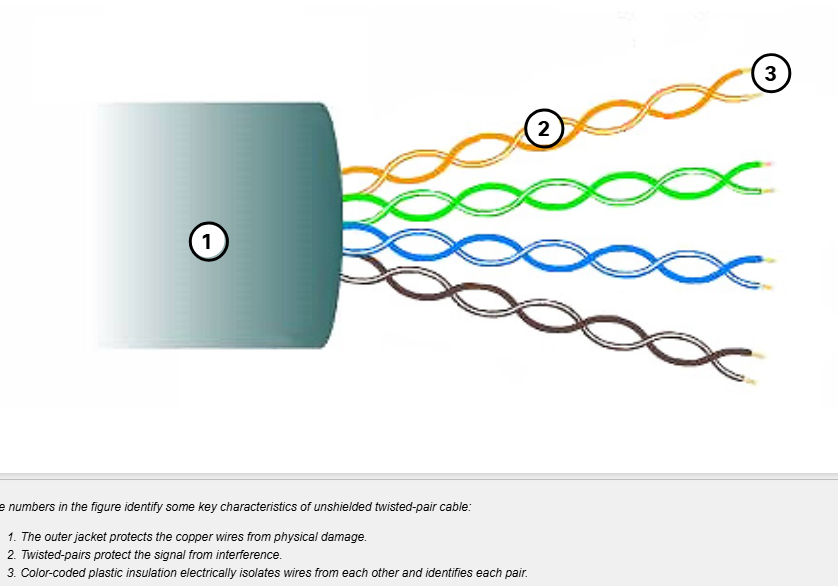 3
2
1
e numbers in the figure identify some key characteristics of unshielded twisted-pair cable:
1. The outer jacket protects the copper wires from physical damage.
2. Twisted-pairs protect the signal from interference.
3. Color-coded plastic insulation electrically isolates wires from each other and identifies each pair.